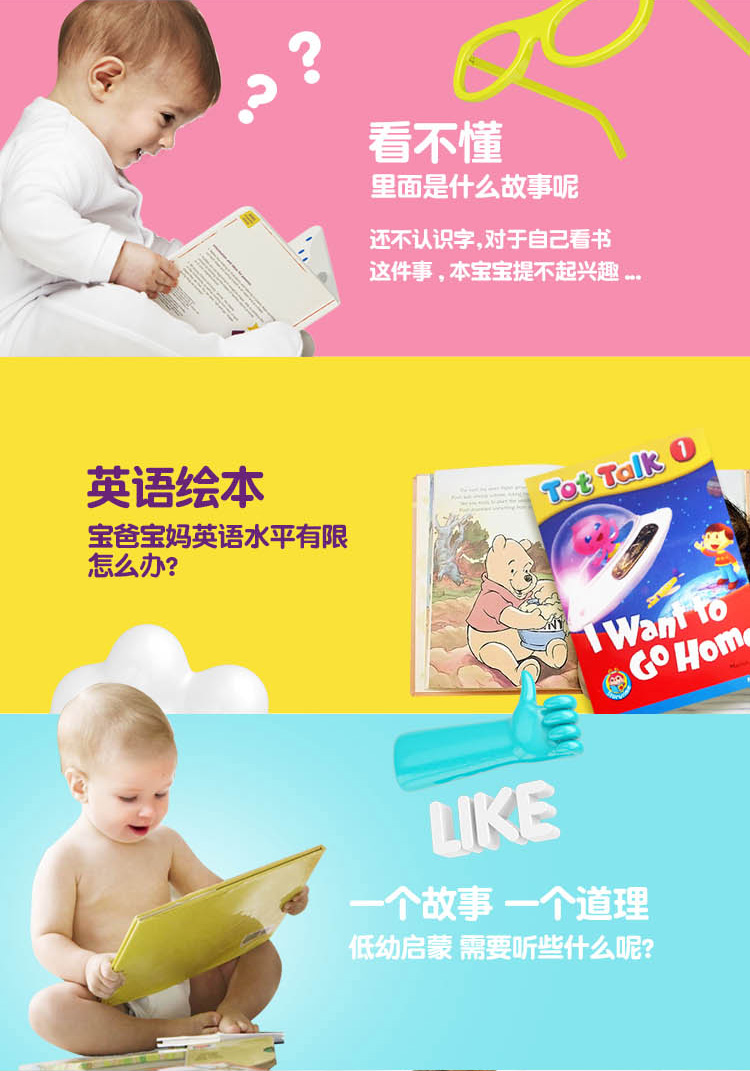 ??
看不懂
里面是什么故事呢
还不认识字,对于自己看书
这件事,本宝宝提不起兴趣...
英语绘本
宝爸宝妈英语水平有限
怎么办?
Tot Talk 1
I Want to
Go Home
LIKE
一个故事 一个道理
低幼启蒙 需要听些什么呢?